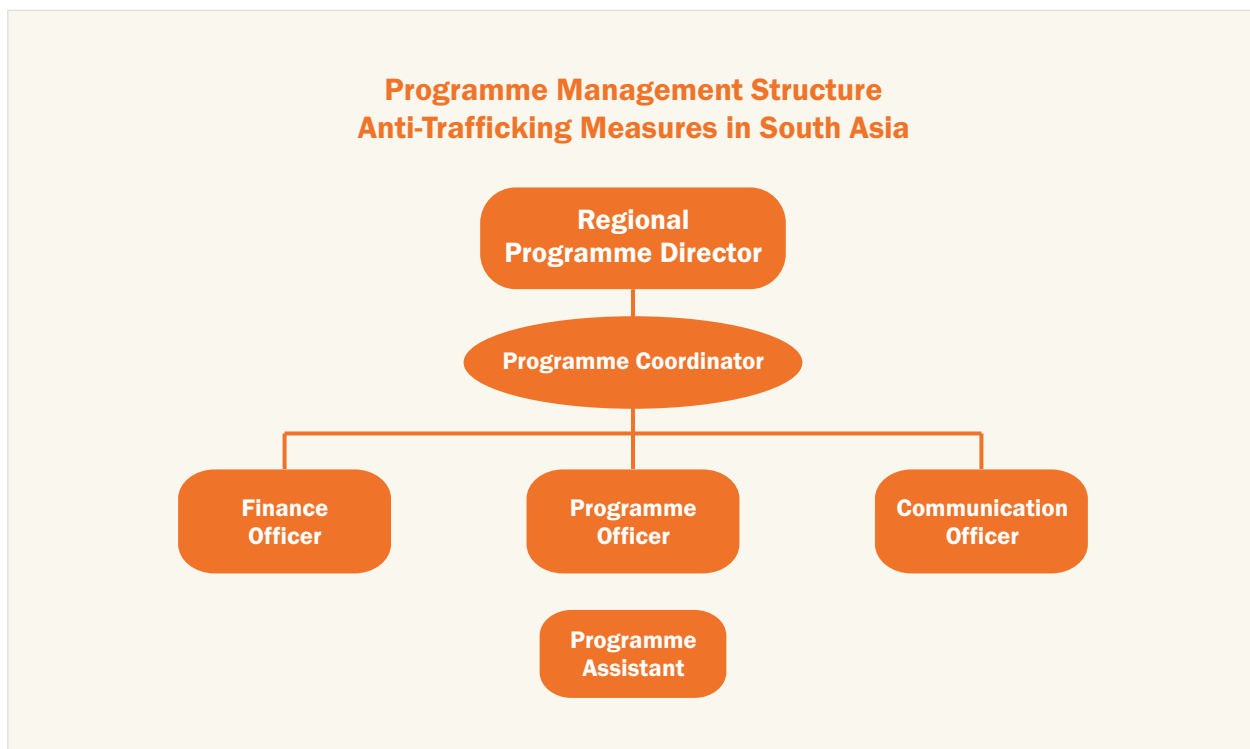 Programme Management Structure
Anti-Trafficking Measures in South Asia
Regional
Programme Director
Programme Coordinator
Finance
Officer
Programme
Officer
Communication
Officer
Programme
Assistant